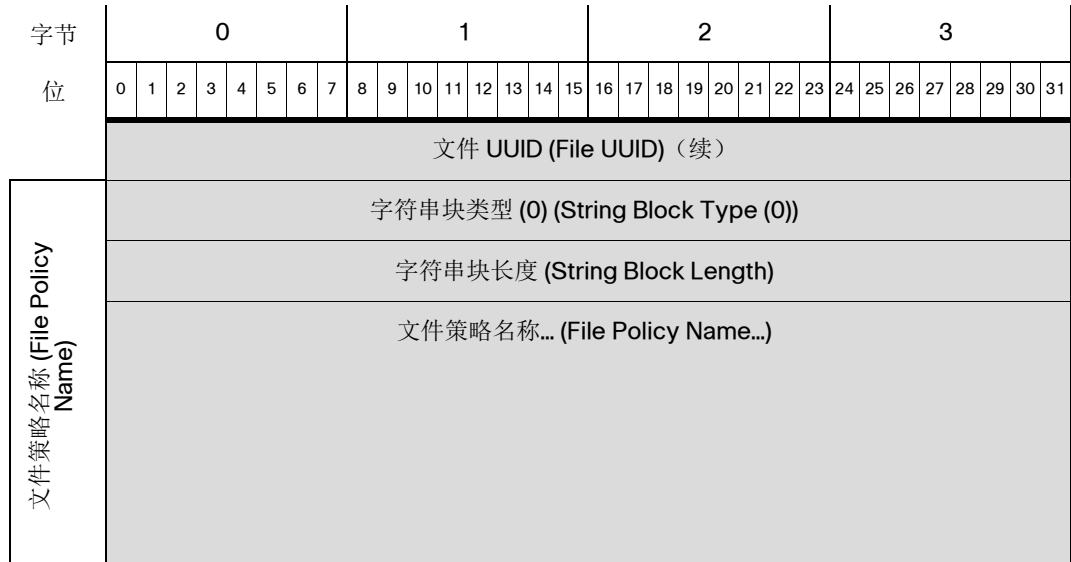 字节 0 1 2 3
位 0 1 2 3 4 5 6 7 8 9 10 11 12 13 14 15 16 17 18 19 20 21 22 23 24 25 26 27 28 29 30 31
文件 UUID (File UUID)（续）
字符串块类型 (0) (String Block Type (0))
字符串块长度 (String Block Length)
文件策略名称... (File Policy Name...)
文件策略名称 (File Policy
Name)